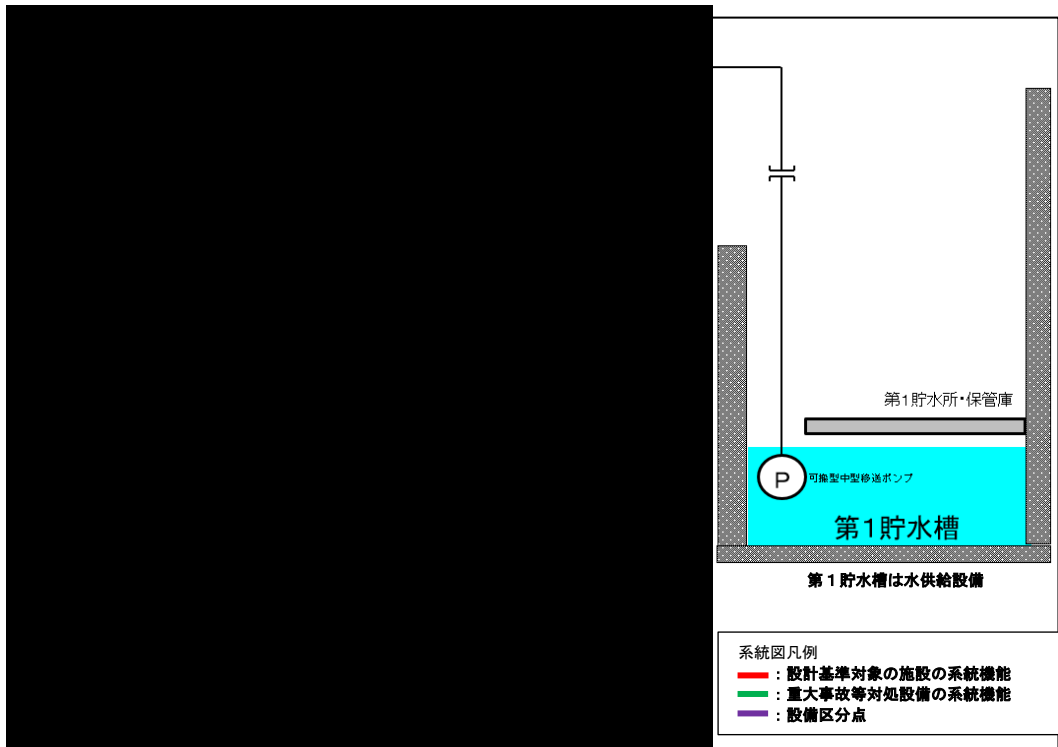 第1貯水所・保管庫
P
可搬型中型移送ポンプ
第1貯水槽
第1貯水槽は水供給設備
系統図凡例
：設計基準対象の施設の系統機能
：重大事故等対処設備の系統機能
：設備区分点